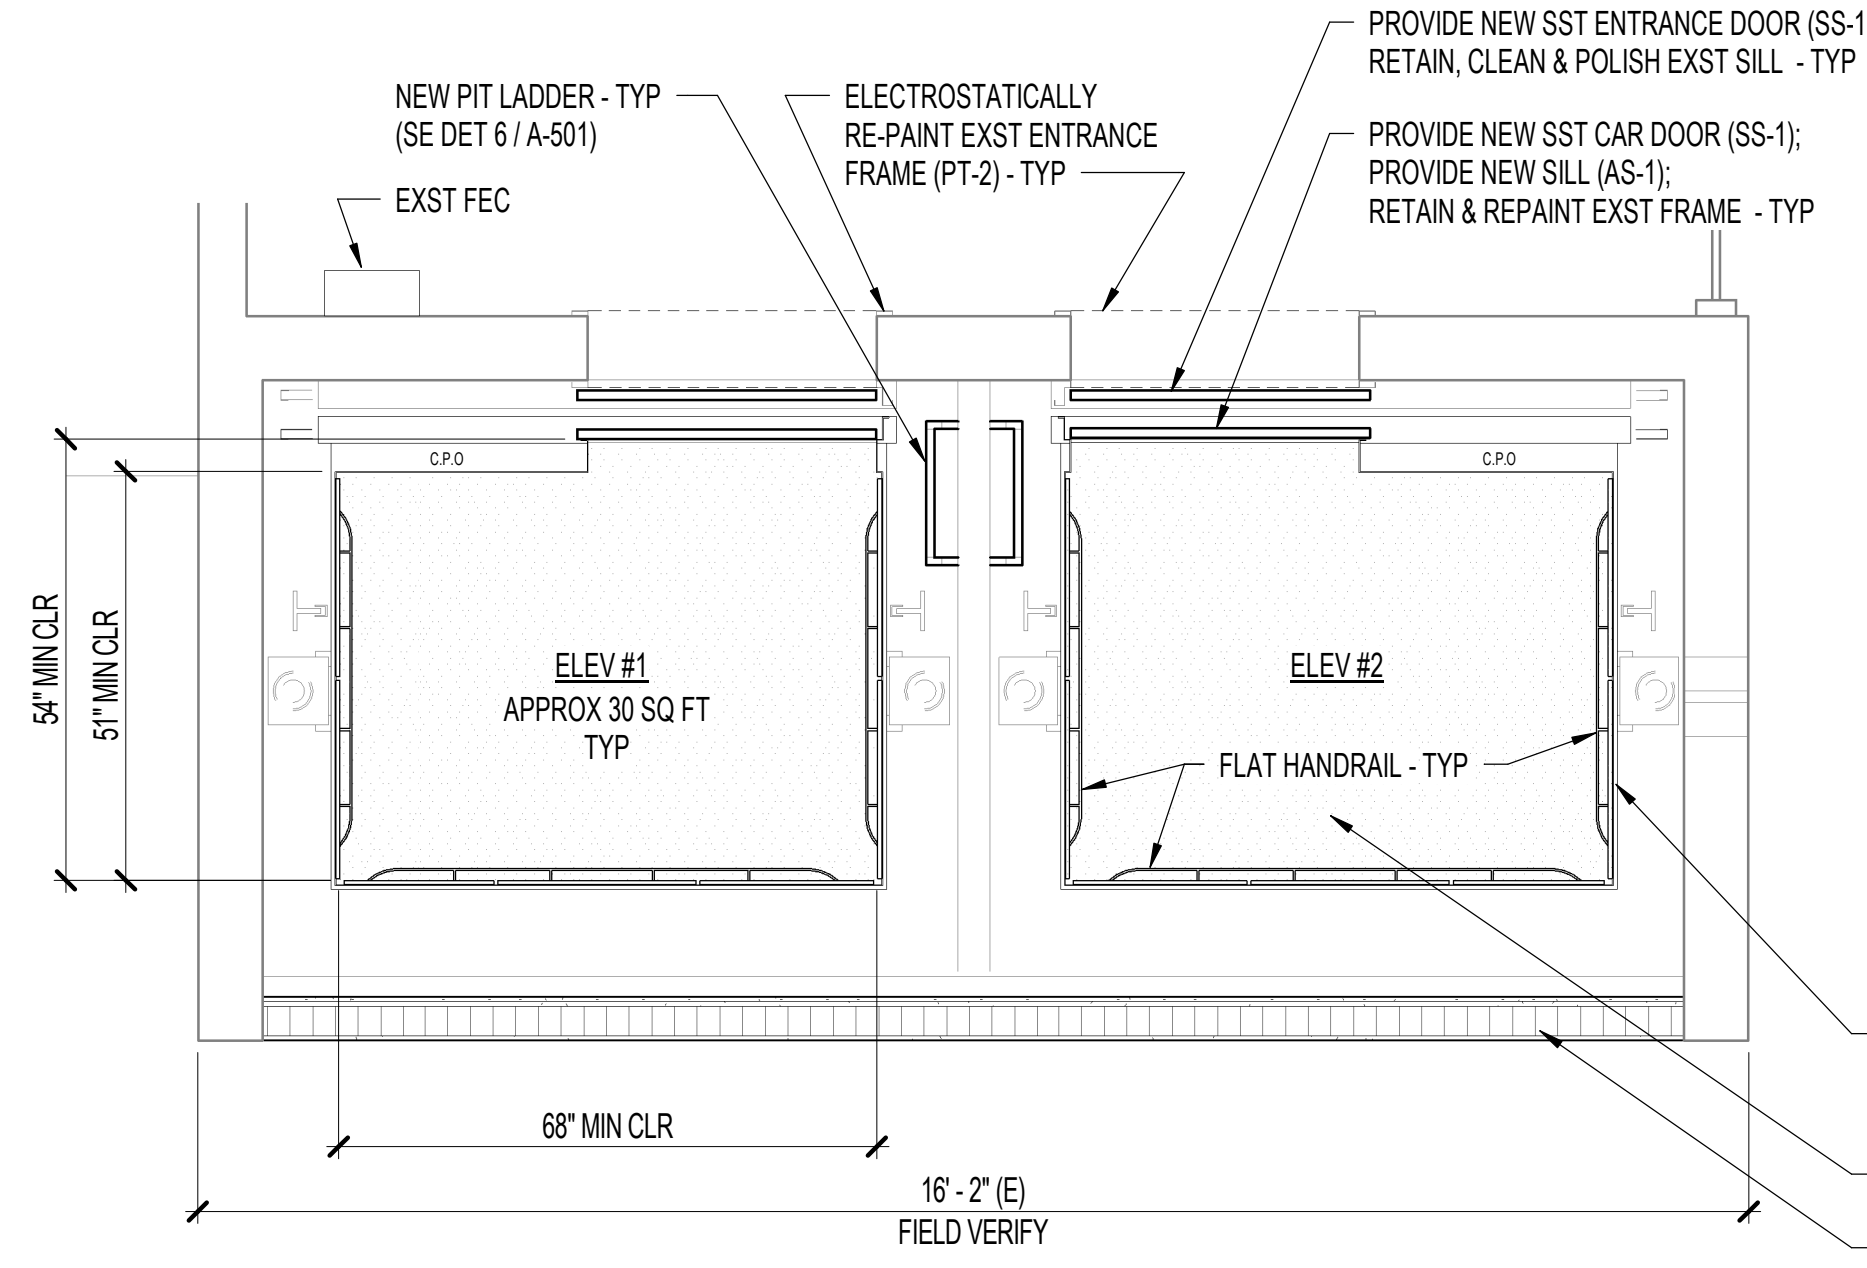 PROVIDE NEW SST ENTRANCE DOOR (SS-1
RETAIN, CLEAN & POLISH EXST SILL - TYP
NEW PIT LADDER - TYP
(SE DET 6 / A-501)
ELECTROSTATICALLY
RE-PAINT EXST ENTRANCE
FRAME (PT-2) - TYP
PROVIDE NEW SST CAR DOOR (SS-1);
PROVIDE NEW SILL (AS-1);
RETAIN & REPAINT EXST FRAME - TYP
EXST FEC
C.P.O
C.P.O
54" MIN CLR
51" MIN CLR
ELEV #1
APPROX 30 SQ FT
TYP
ELEV #2
FLAT HANDRAIL - TYP
68" MIN CLR
16' - 2" (E)
FIELD VERIFY